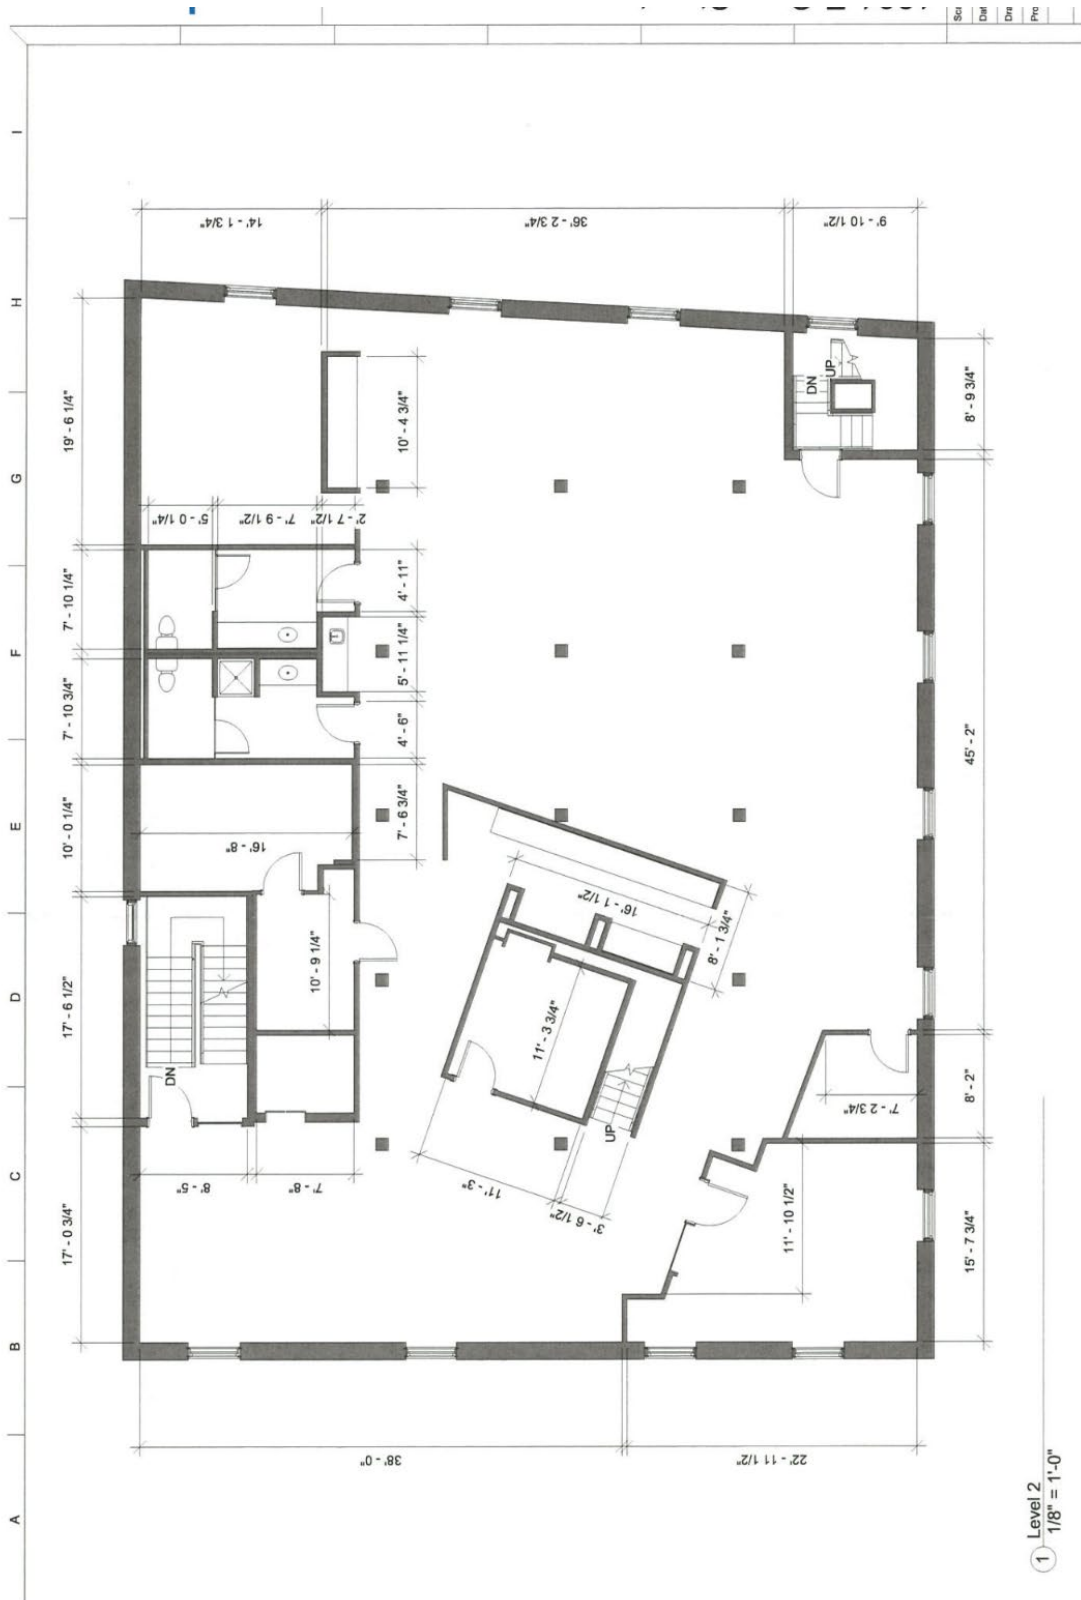 Sca
Dat
Dra
Pro
I
H
G
F
E
D
C
B
A
14' - 1 3/4"
36' - 2 3/4"
9' - 10 1/2"
19' - 6 1/4"
7' - 10 1/4"
7' - 10 3/4"
10' - 0 1/4"
17' - 6 1/2"
17' - 0 3/4"
10' - 4 3/4"
5' - 0 1/4"
7' - 9 1/2"
2' - 7 1/2"
4' - 11"
5' - 11 1/4"
4' - 6"
7' - 6 3/4"
16' - 8"
10' - 9 1/4"
DN
8' - 5"
7' - 8"
DN
UP
8' - 9 3/4"
45' - 2"
8' - 2"
15' - 7 3/4"
16' - 1 1/2"
8' - 1 3/4"
11' - 3 3/4"
UP
11' - 3"
3' - 6 1/2"
7' - 2 3/4"
11' - 10 1/2"
38' - 0"
22' - 11 1/2"
1
Level 2
1/8" = 1'-0"